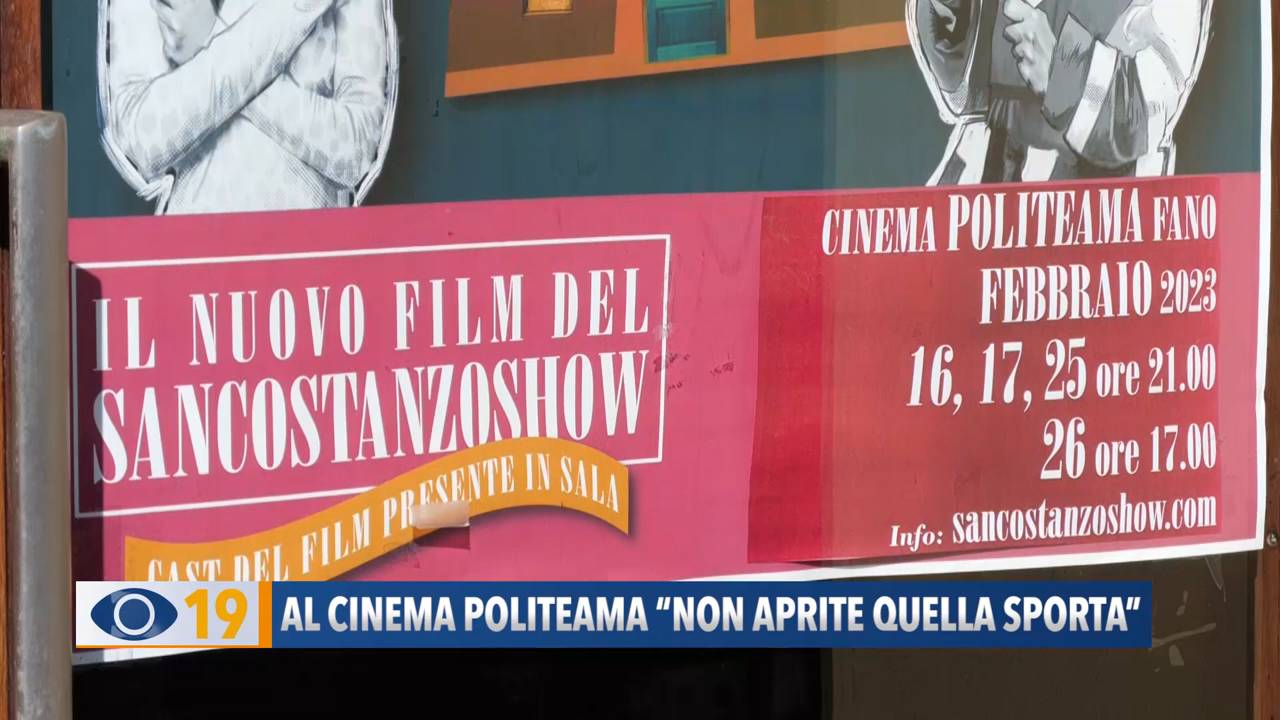 IL NUOVO FILM DEL
SANCOSTANZOSHOW
CAST DEL FILM PRESENTE IN SALA
CINEMA POLITEAMA FANO
FEBBRAIO 2023
16, 17, 25 ore 21.00
26 ore 17.00
Info: sancostanzoshow.com
19
AL CINEMA POLITEAMA “NON APRITE QUELLA SPORTA”